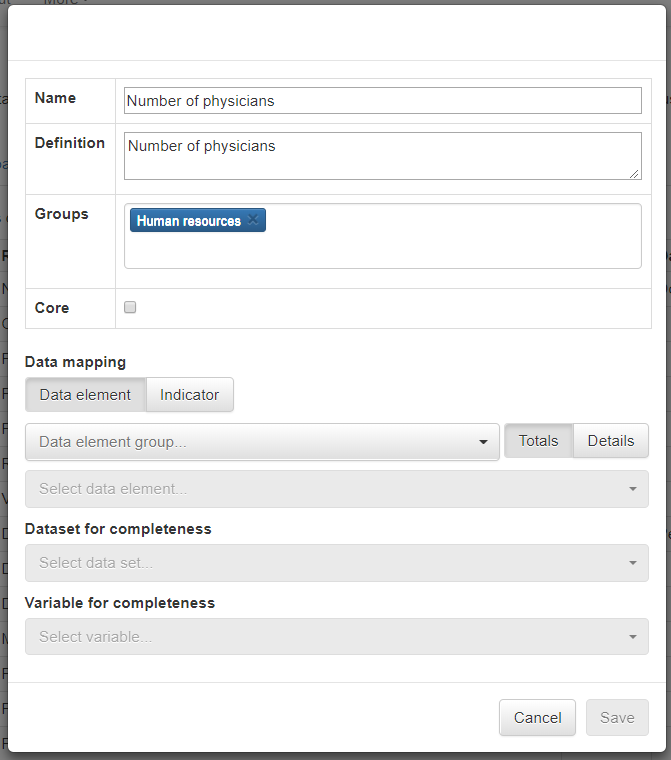 More
Name
Number of physicians
Definition
Number of physicians
Groups
Human resources ×
Core
Data mapping
Data element Indicator
Data element group... Totals Details
Select data element...
Dataset for completeness
Select data set...
Variable for completeness
Select variable...
Cancel Save